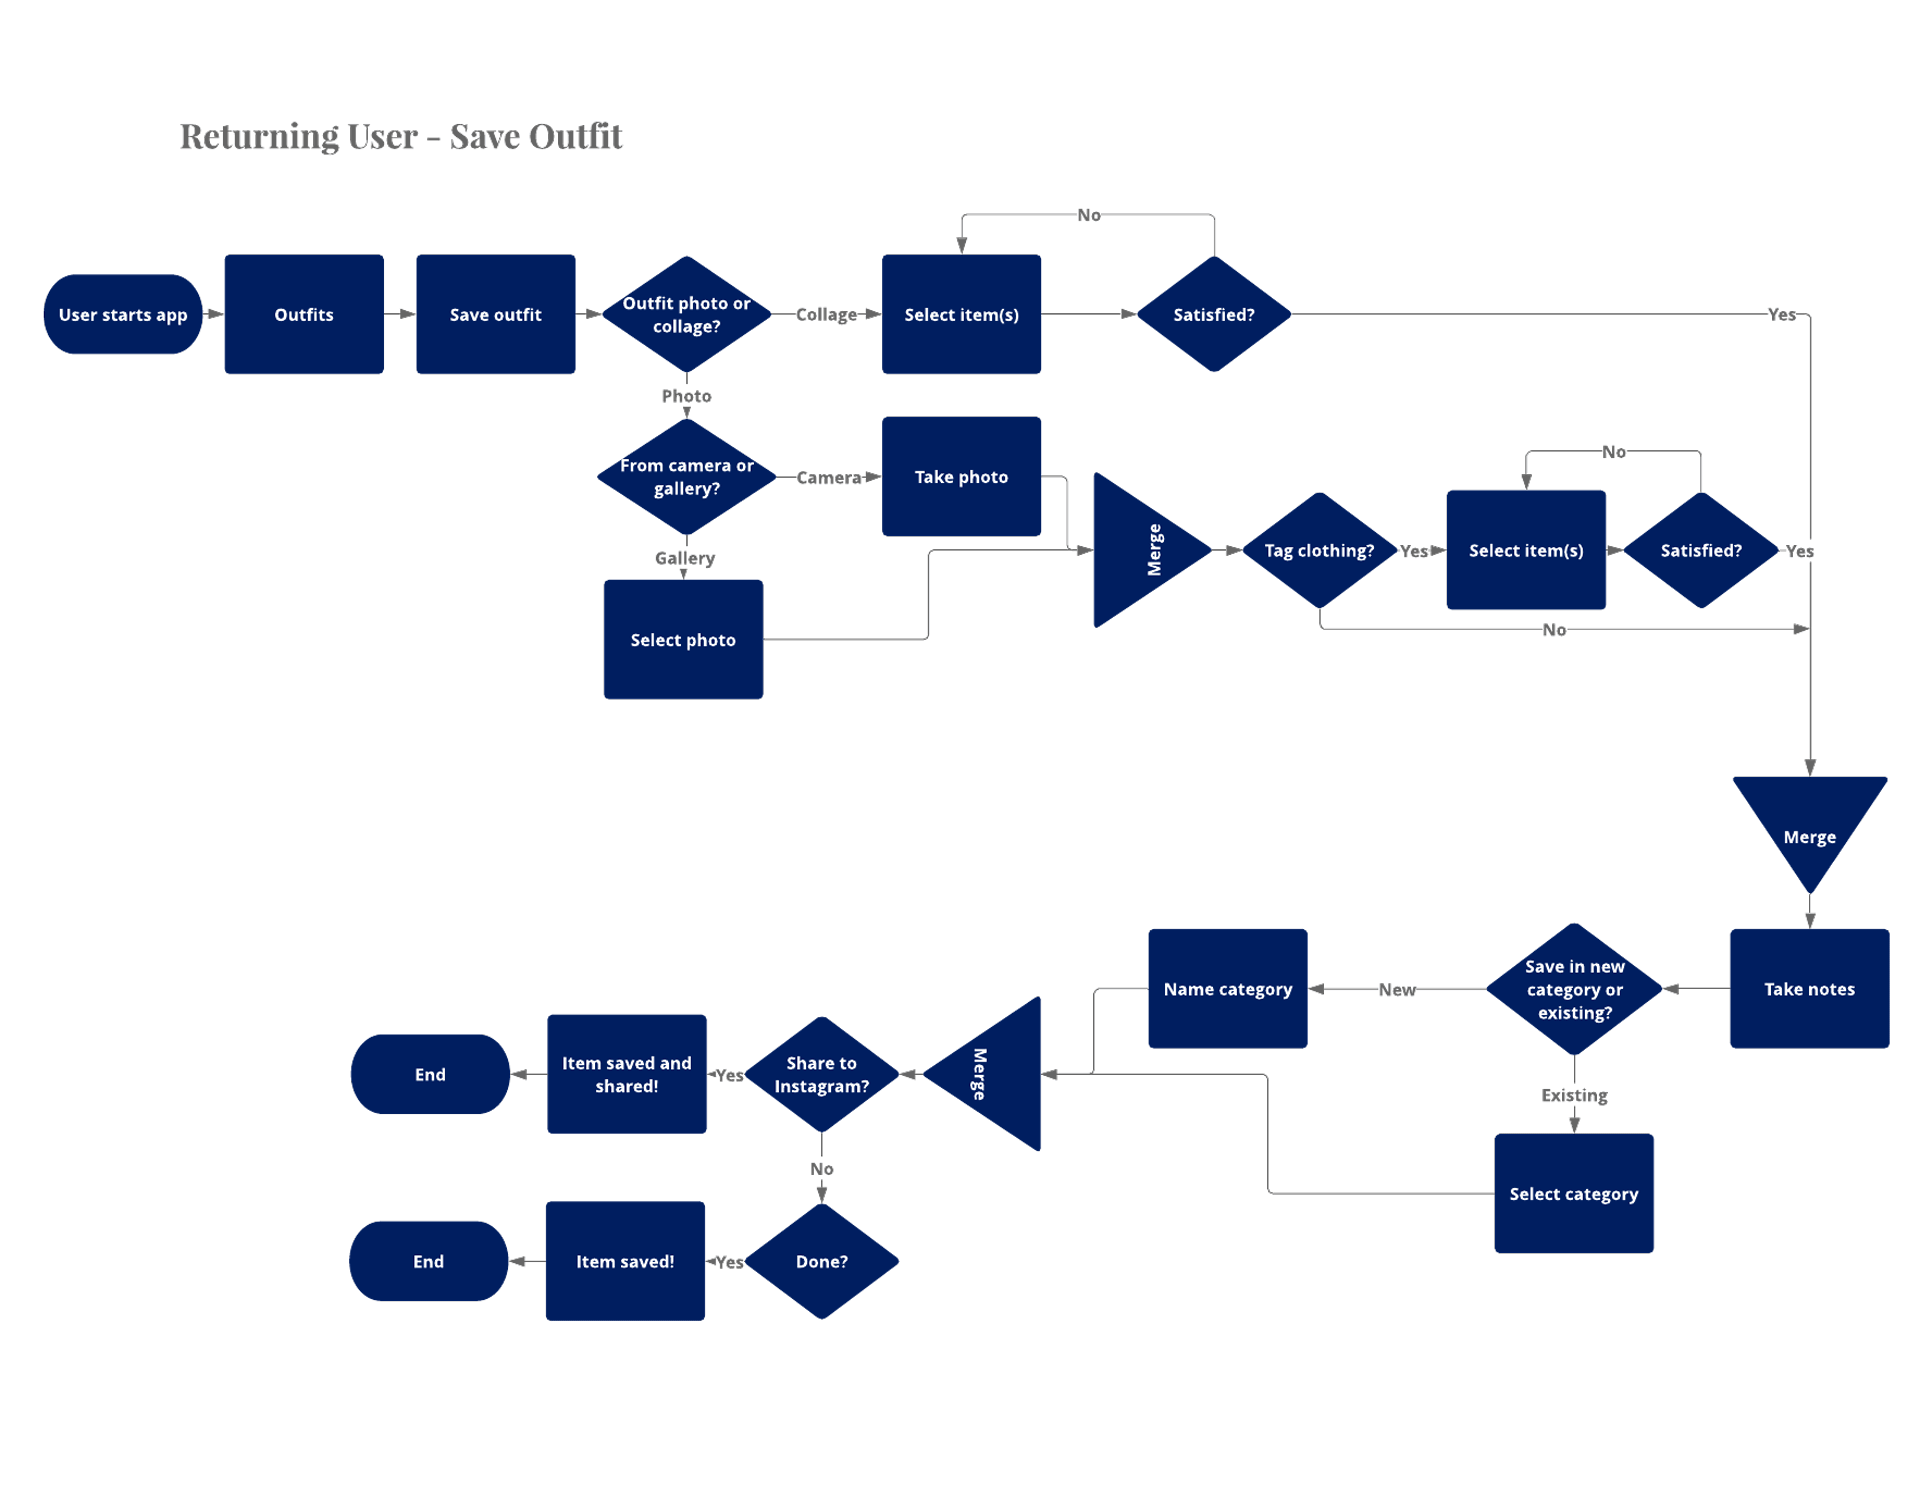 Returning User - Save Outfit
No
User starts app
Outfits
Save outfit
Outfit photo or
collage?
Collage
Select item(s)
Satisfied?
Yes
Photo
From camera or
gallery?
Camera
Take photo
Gallery
Select photo
Merge
Tag clothing?
Yes
No
Select item(s)
Satisfied?
Yes
No
Merge
Take notes
Save in new
category or
existing?
New
Name category
Existing
Select category
Merge
Share to
Instagram?
Yes
Item saved and
shared!
End
No
Done?
Yes
Item saved!
End